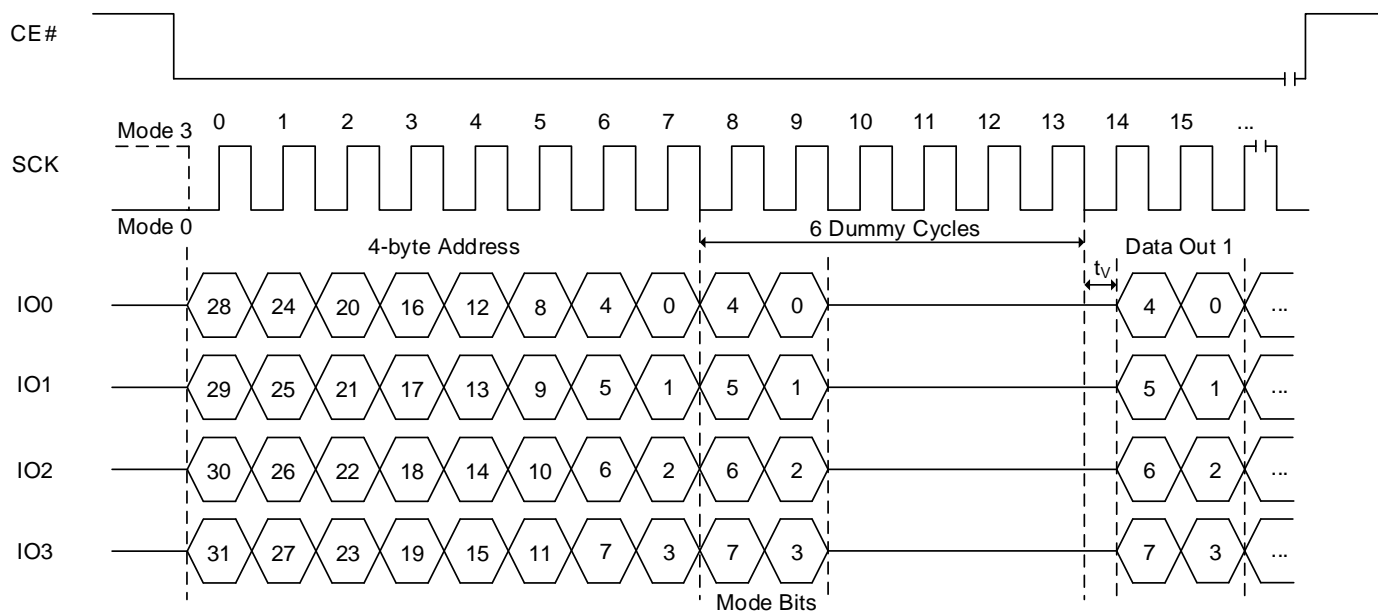 CE#
Mode 3 0 1 2 3 4 5 6 7 8 9 10 11 12 13 14 15 ...
SCK
Mode 0
4-byte Address 6 Dummy Cycles Data Out 1
tV
IO0 28 24 20 16 12 8 4 0 4 0 4 0 ...
IO1 29 25 21 17 13 9 5 1 5 1 5 1 ...
IO2 30 26 22 18 14 10 6 2 6 2 6 2 ...
IO3 31 27 23 19 15 11 7 3 7 3 7 3 ...
Mode Bits